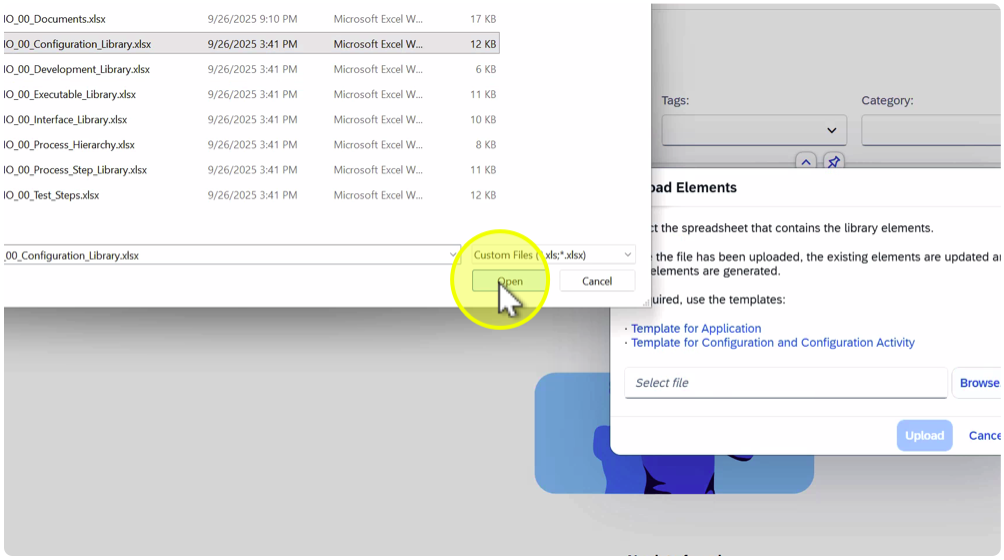 IO_00_Documents.xlsx 9/26/2025 9:10 PM Microsoft Excel W... 17 KB
IO_00_Configuration_Library.xlsx 9/26/2025 3:41 PM Microsoft Excel W... 12 KB
IO_00_Development_Library.xlsx 9/26/2025 3:41 PM Microsoft Excel W... 6 KB
IO_00_Executable_Library.xlsx 9/26/2025 3:41 PM Microsoft Excel W... 11 KB
IO_00_Interface_Library.xlsx 9/26/2025 3:41 PM Microsoft Excel W... 10 KB
IO_00_Process_Hierarchy.xlsx 9/26/2025 3:41 PM Microsoft Excel W... 8 KB
IO_00_Process_Step_Library.xlsx 9/26/2025 3:41 PM Microsoft Excel W... 11 KB
IO_00_Test_Steps.xlsx 9/26/2025 3:41 PM Microsoft Excel W... 12 KB
_00_Configuration_Library.xlsx Custom Files (*.xls;*.xlsx)
Open Cancel
Tags: Category:
oad Elements
ct the spreadsheet that contains the library elements.
the file has been uploaded, the existing elements are updated a
elements are generated.
uired, use the templates:
· Template for Application
· Template for Configuration and Configuration Activity
Select file Browse
Upload Cance